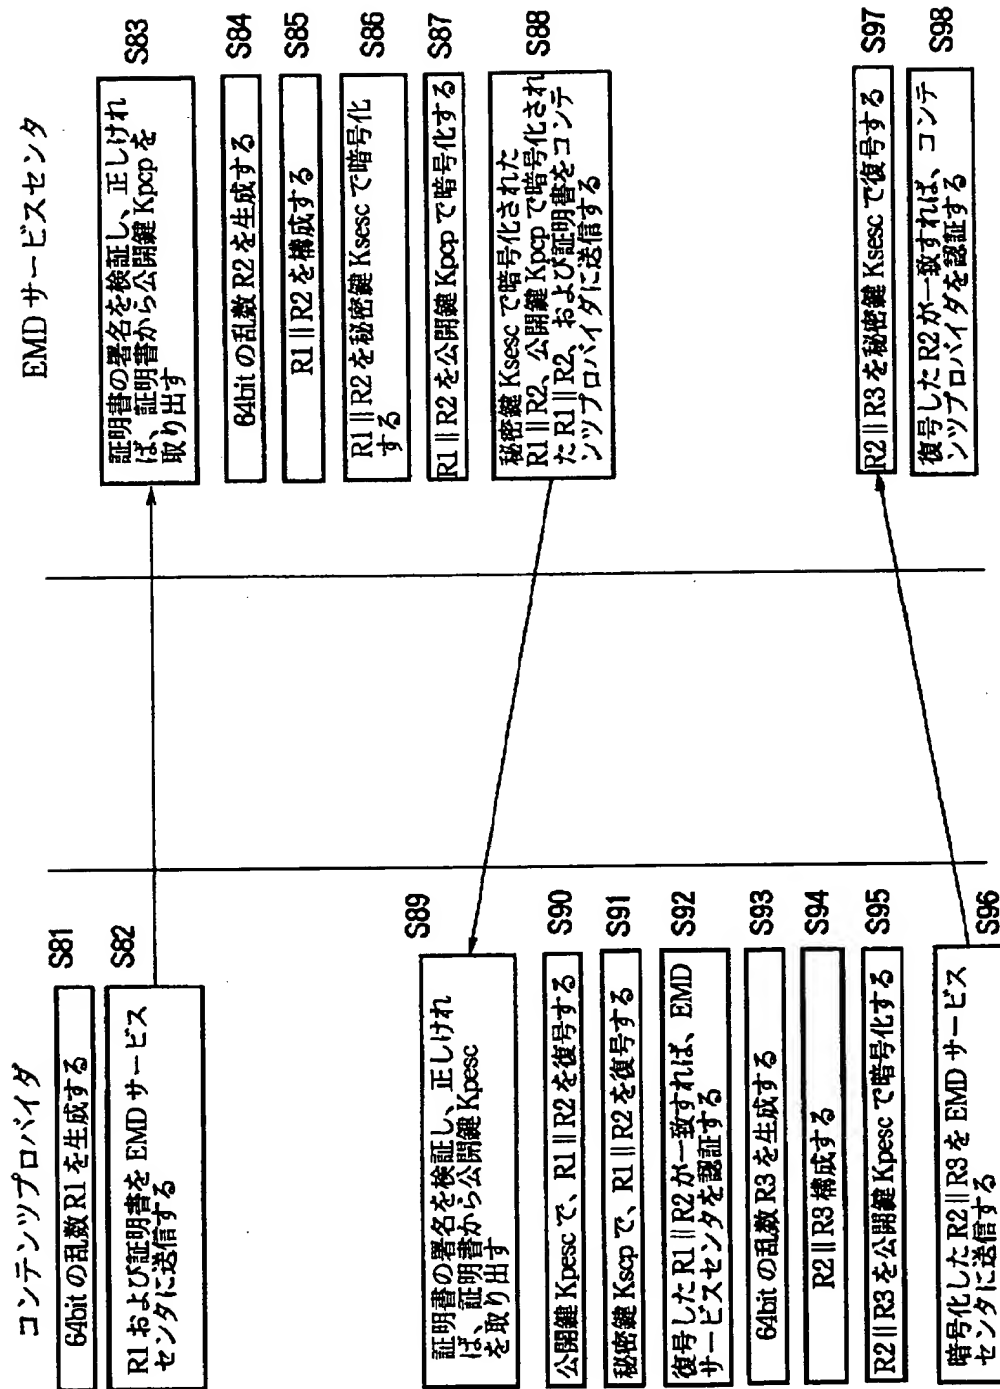 コンテンツプロバイダ
64bit の乱数 R1 を生成する
S81
R1 および証明書を EMD サービス
センタに送信する
S82
証明書の署名を検証し、正しけれ
ば、証明書から公開鍵 Kpesc
を取り出す
S89
公開鍵 Kpesc で、R1‖R2 を復号する
S90
秘密鍵 Kscp で、R1‖R2 を復号する
S91
復号した R1‖R2 が一致すれば、EMD
サービスセンタを認証する
S92
64bit の乱数 R3 を生成する
S93
R2‖R3 構成する
S94
R2‖R3 を公開鍵 Kpesc で暗号化する
S95
暗号化した R2‖R3 を EMD サービス
センタに送信する
S96
EMD サービスセンタ
証明書の署名を検証し、正しけれ
ば、証明書から公開鍵 Kpcp を
取り出す
S83
64bit の乱数 R2 を生成する
S84
R1‖R2 を構成する
S85
R1‖R2 を秘密鍵 Ksesc で暗号化
する
S86
R1‖R2 を公開鍵 Kpcp で暗号化する
S87
秘密鍵 Ksesc で暗号化された
R1‖R2、公開鍵 Kpcp で暗号化され
た R1‖R2、および証明書をコンテ
ンツプロバイダに送信する
S88
R2‖R3 を秘密鍵 Ksesc で復号する
S97
復号した R2 が一致すれば、コンテ
ンツプロバイダを認証する
S98